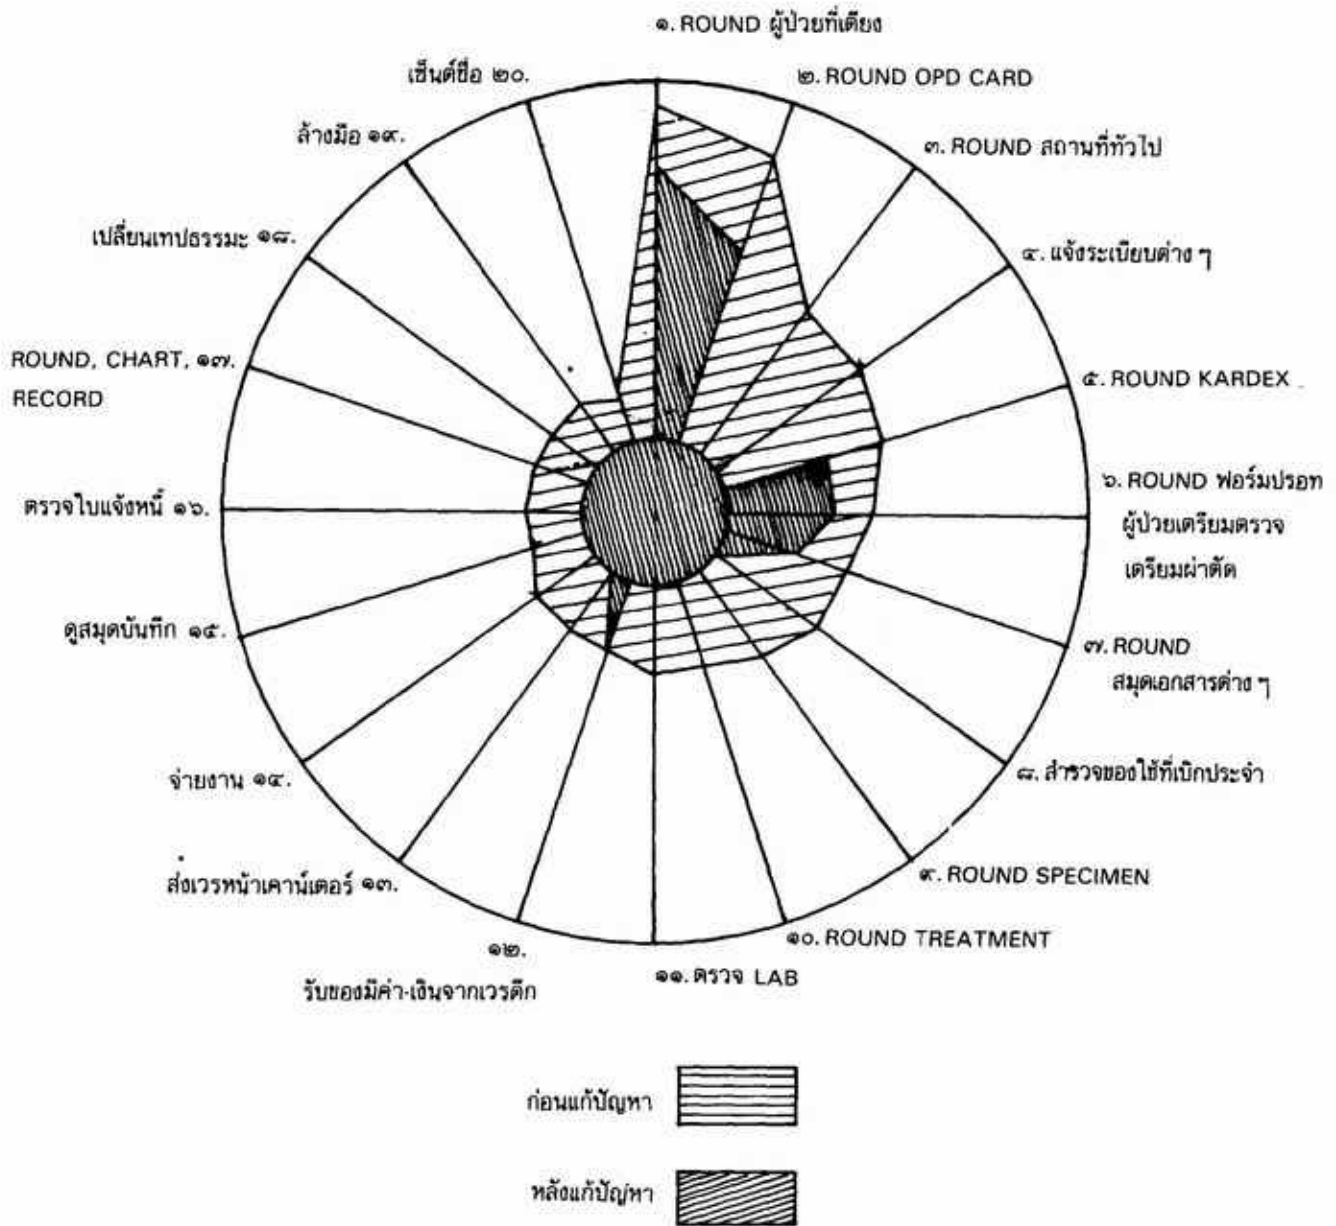 ๑. ROUND ผู้ป่วยที่เตียง
๒. ROUND OPD CARD
๓. ROUND สถานที่ทั่วไป
๔. แจ้งระเบียบต่าง ๆ
๕. ROUND KARDEX
๖. ROUND ฟอร์มปรอท
ผู้ป่วยเตรียมตรวจ
เตรียมผ่าตัด
๗. ROUND
สมุดเอกสารต่าง ๆ
๘. สำรวจของใช้ที่เบิกประจำ
๙. ROUND SPECIMEN
๑๐. ROUND TREATMENT
๑๑. ตรวจ LAB
๑๒.
รับของมีค่า-เงินจากเวรดึก
ส่งเวรหน้าเคาน์เตอร์ ๑๓.
จ่ายงาน ๑๔.
ดูสมุดบันทึก ๑๕.
ตรวจใบแจ้งหนี้ ๑๖.
ROUND, CHART, ๑๗.
RECORD
เปลี่ยนเทปธรรมะ ๑๘.
ล้างมือ ๑๙.
เซ็นต์ชื่อ ๒๐.
ก่อนแก้ปัญหา
หลังแก้ปัญหา